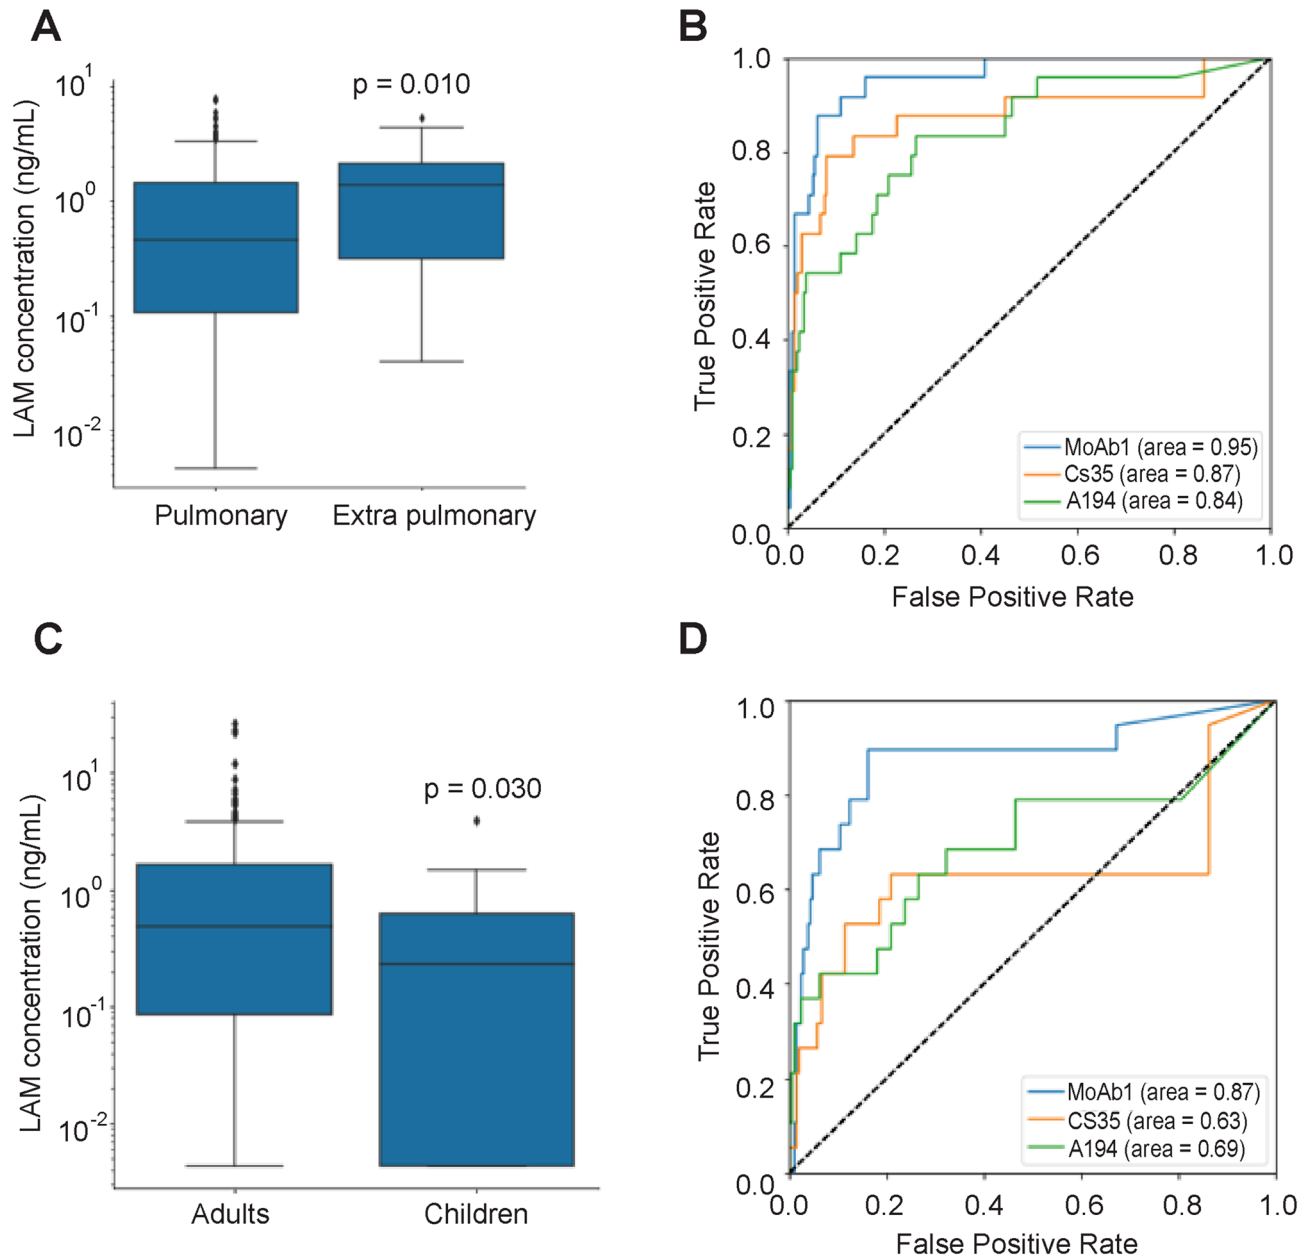 A
LAM concentration (ng/mL)
10^1
10^0
10^-1
10^-2
p = 0.010
Pulmonary
Extra pulmonary
B
True Positive Rate
1.0
0.8
0.6
0.4
0.2
0.0
MoAb1 (area = 0.95)
Cs35 (area = 0.87)
A194 (area = 0.84)
0.0 0.2 0.4 0.6 0.8 1.0
False Positive Rate
C
LAM concentration (ng/mL)
10^1
10^0
10^-1
10^-2
p = 0.030
Adults
Children
D
True Positive Rate
1.0
0.8
0.6
0.4
0.2
0.0
MoAb1 (area = 0.87)
CS35 (area = 0.63)
A194 (area = 0.69)
0.0 0.2 0.4 0.6 0.8 1.0
False Positive Rate